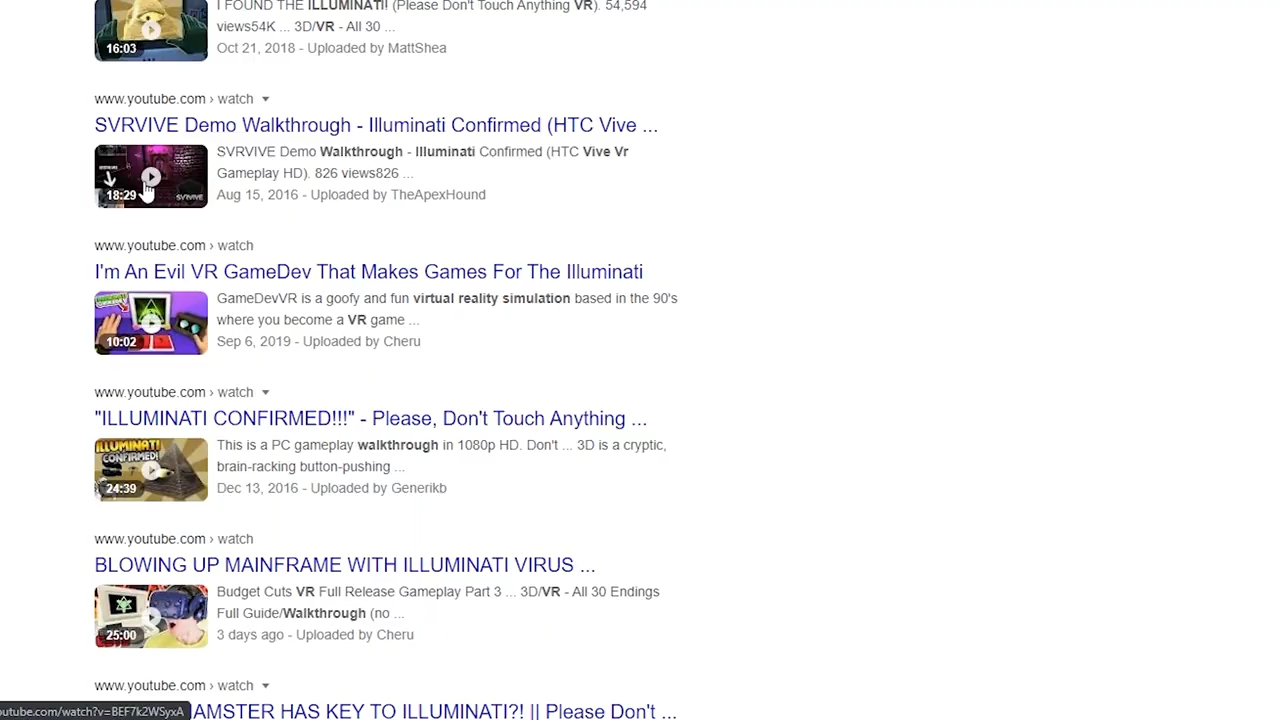 I FOUND THE ILLUMINATI! (Please Don't Touch Anything VR). 54,594
views54K ... 3D/VR - All 30 ...
16:03
Oct 21, 2018 - Uploaded by MattShea
www.youtube.com › watch
SVRVIVE Demo Walkthrough - Illuminati Confirmed (HTC Vive ...
SVRVIVE Demo Walkthrough - Illuminati Confirmed (HTC Vive Vr
Gameplay HD). 826 views826 ...
18:29
SVRVIVE
Aug 15, 2016 - Uploaded by TheApexHound
www.youtube.com › watch
I'm An Evil VR GameDev That Makes Games For The Illuminati
GameDevVR is a goofy and fun virtual reality simulation based in the 90's
where you become a VR game ...
10:02
Sep 6, 2019 - Uploaded by Cheru
www.youtube.com › watch
"ILLUMINATI CONFIRMED!!!" - Please, Don't Touch Anything ...
ILLUMINATI
CONFIRMED!
This is a PC gameplay walkthrough in 1080p HD. Don't ... 3D is a cryptic,
brain-racking button-pushing ...
24:39
Dec 13, 2016 - Uploaded by Generikb
www.youtube.com › watch
BLOWING UP MAINFRAME WITH ILLUMINATI VIRUS ...
Budget Cuts VR Full Release Gameplay Part 3 ... 3D/VR - All 30 Endings
Full Guide/Walkthrough (no ...
25:00
3 days ago - Uploaded by Cheru
www.youtube.com › watch
AMSTER HAS KEY TO ILLUMINATI?! || Please Don't ...
outube.com/watch?v=BEF7k2WSyxA